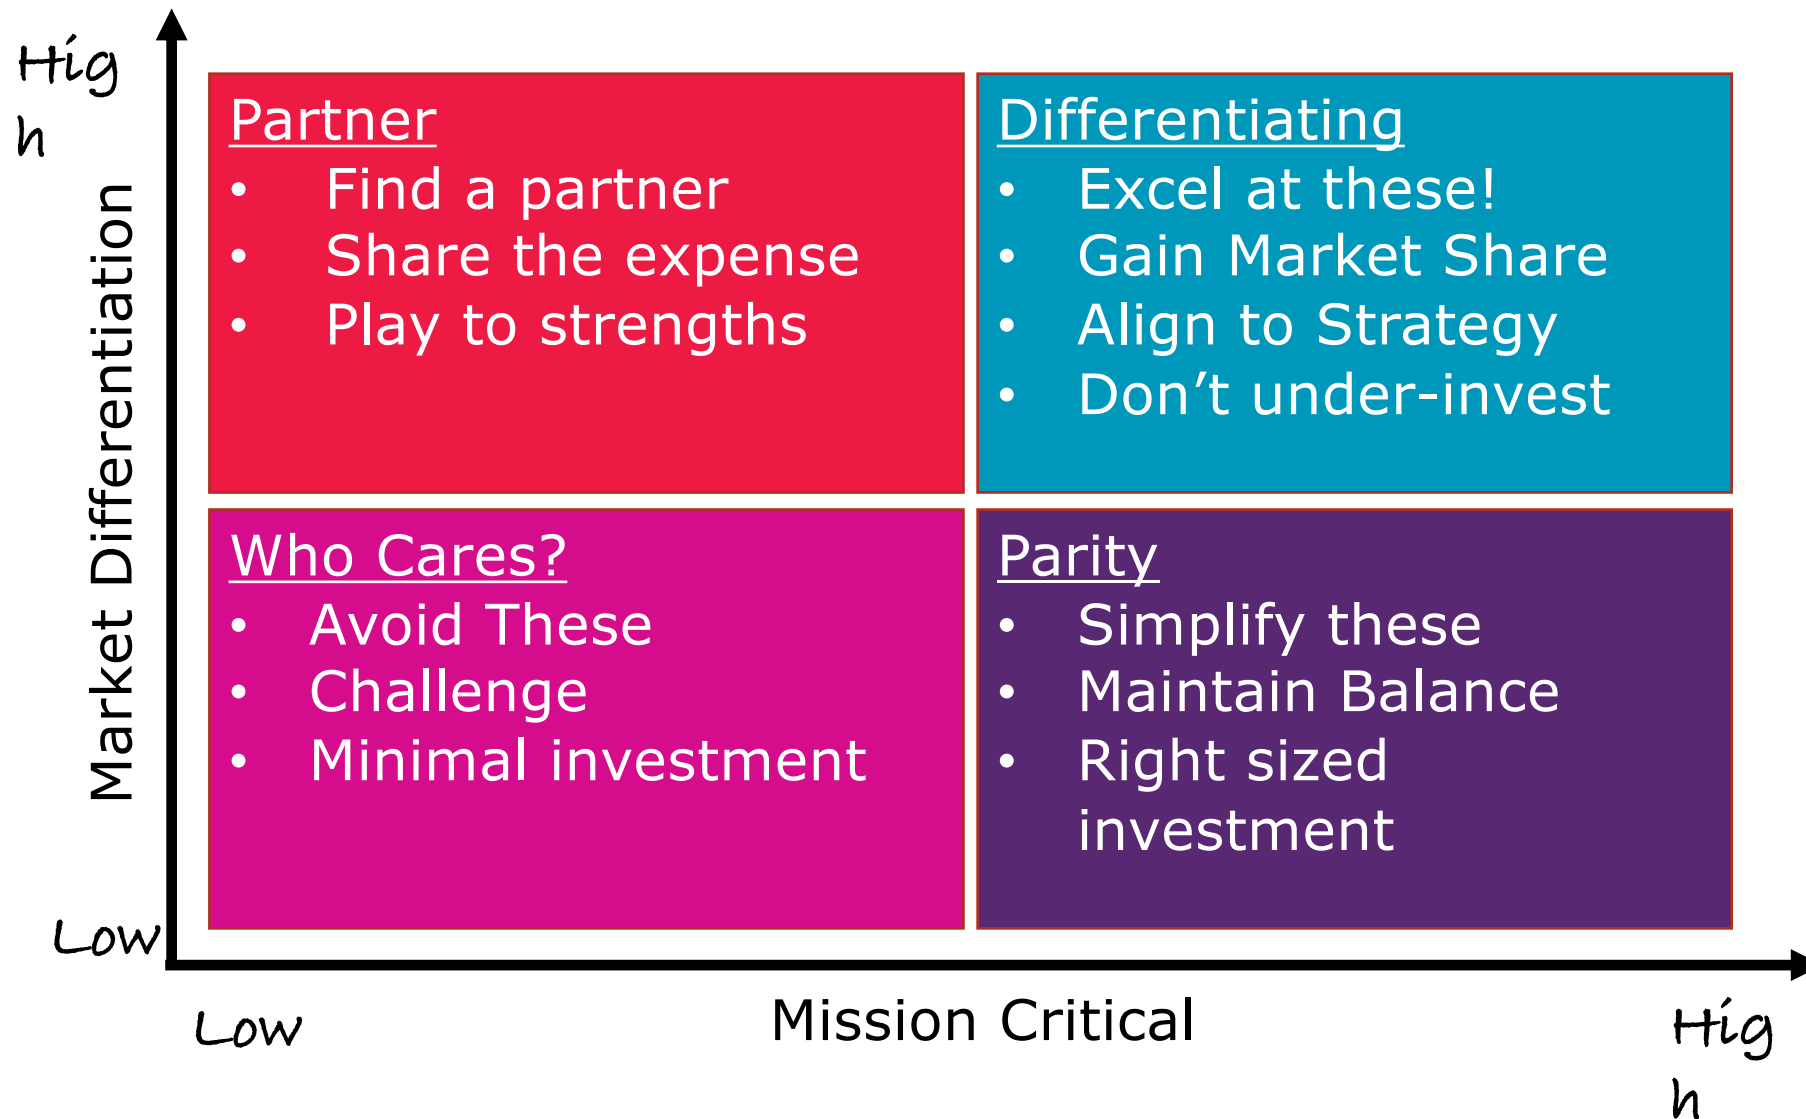 Hig
h
Market Differentiation
Partner
• Find a partner
• Share the expense
• Play to strengths
Differentiating
• Excel at these!
• Gain Market Share
• Align to Strategy
• Don’t under-invest
Who Cares?
• Avoid These
• Challenge
• Minimal investment
Parity
• Simplify these
• Maintain Balance
• Right sized
investment
Low
Low
Mission Critical
Hig
h